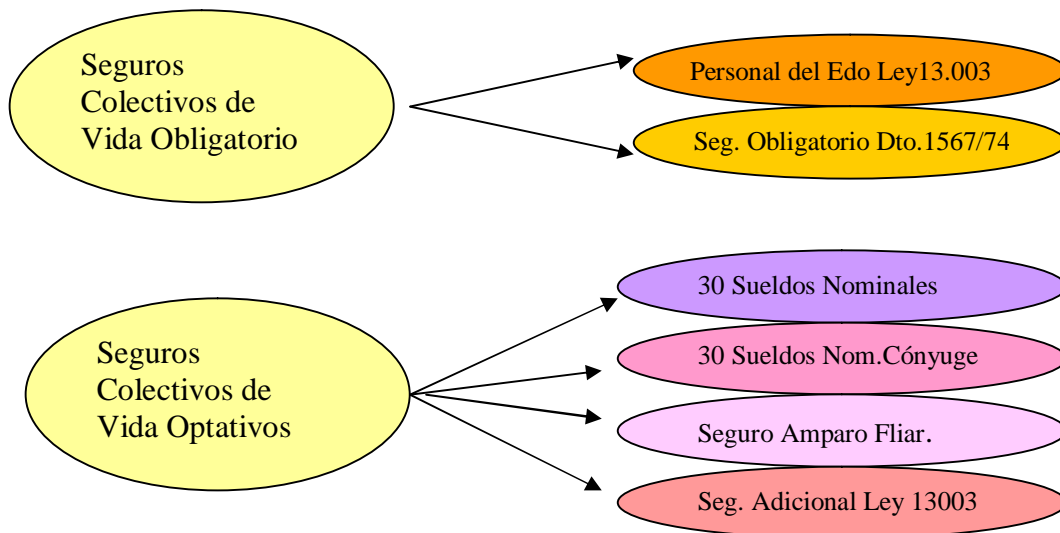 Seguros
Colectivos de
Vida Obligatorio
Personal del Edo Ley13.003
Seg. Obligatorio Dto.1567/74
Seguros
Colectivos de
Vida Optativos
30 Sueldos Nominales
30 Sueldos Nom.Cónyuge
Seguro Amparo Fliar.
Seg. Adicional Ley 13003